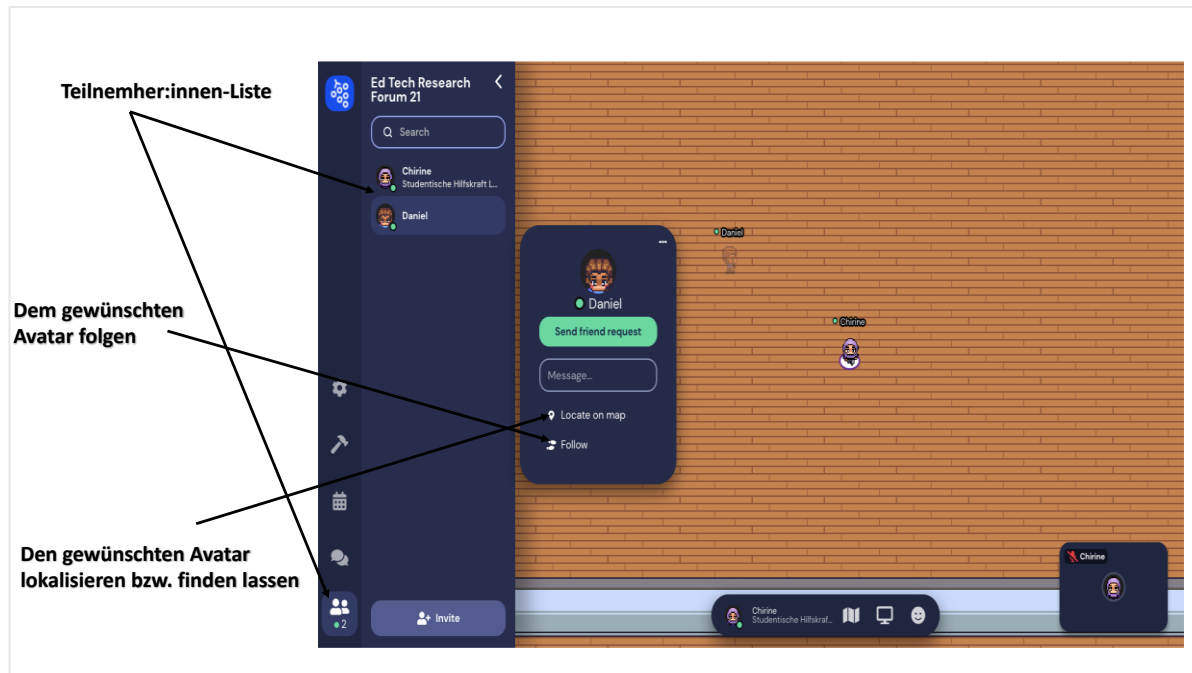 Teilnemher:innen-Liste
Dem gewünschten
Avatar folgen
Den gewünschten Avatar
lokalisieren bzw. finden lassen
Ed Tech Research
Forum 21
Search
Chirine
Studentische Hilfskraft L...
Daniel
2
Invite
Daniel
Send friend request
Message...
Locate on map
Follow
Daniel
Chirine
Chirine
Studentische Hilfskraf...
Chirine